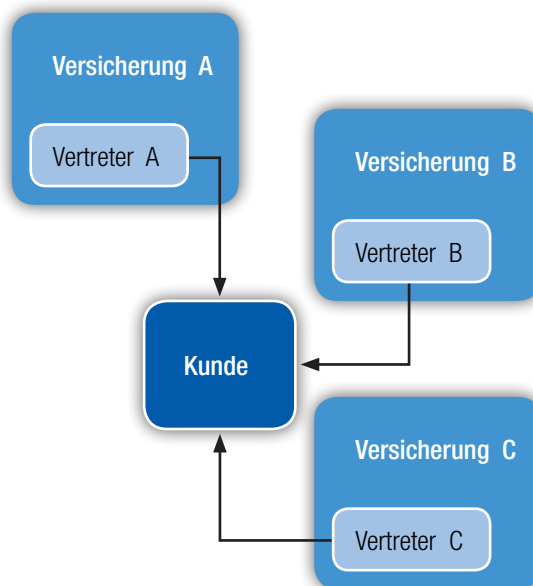 Versicherung A
Vertreter A
Versicherung B
Vertreter B
Kunde
Versicherung C
Vertreter C